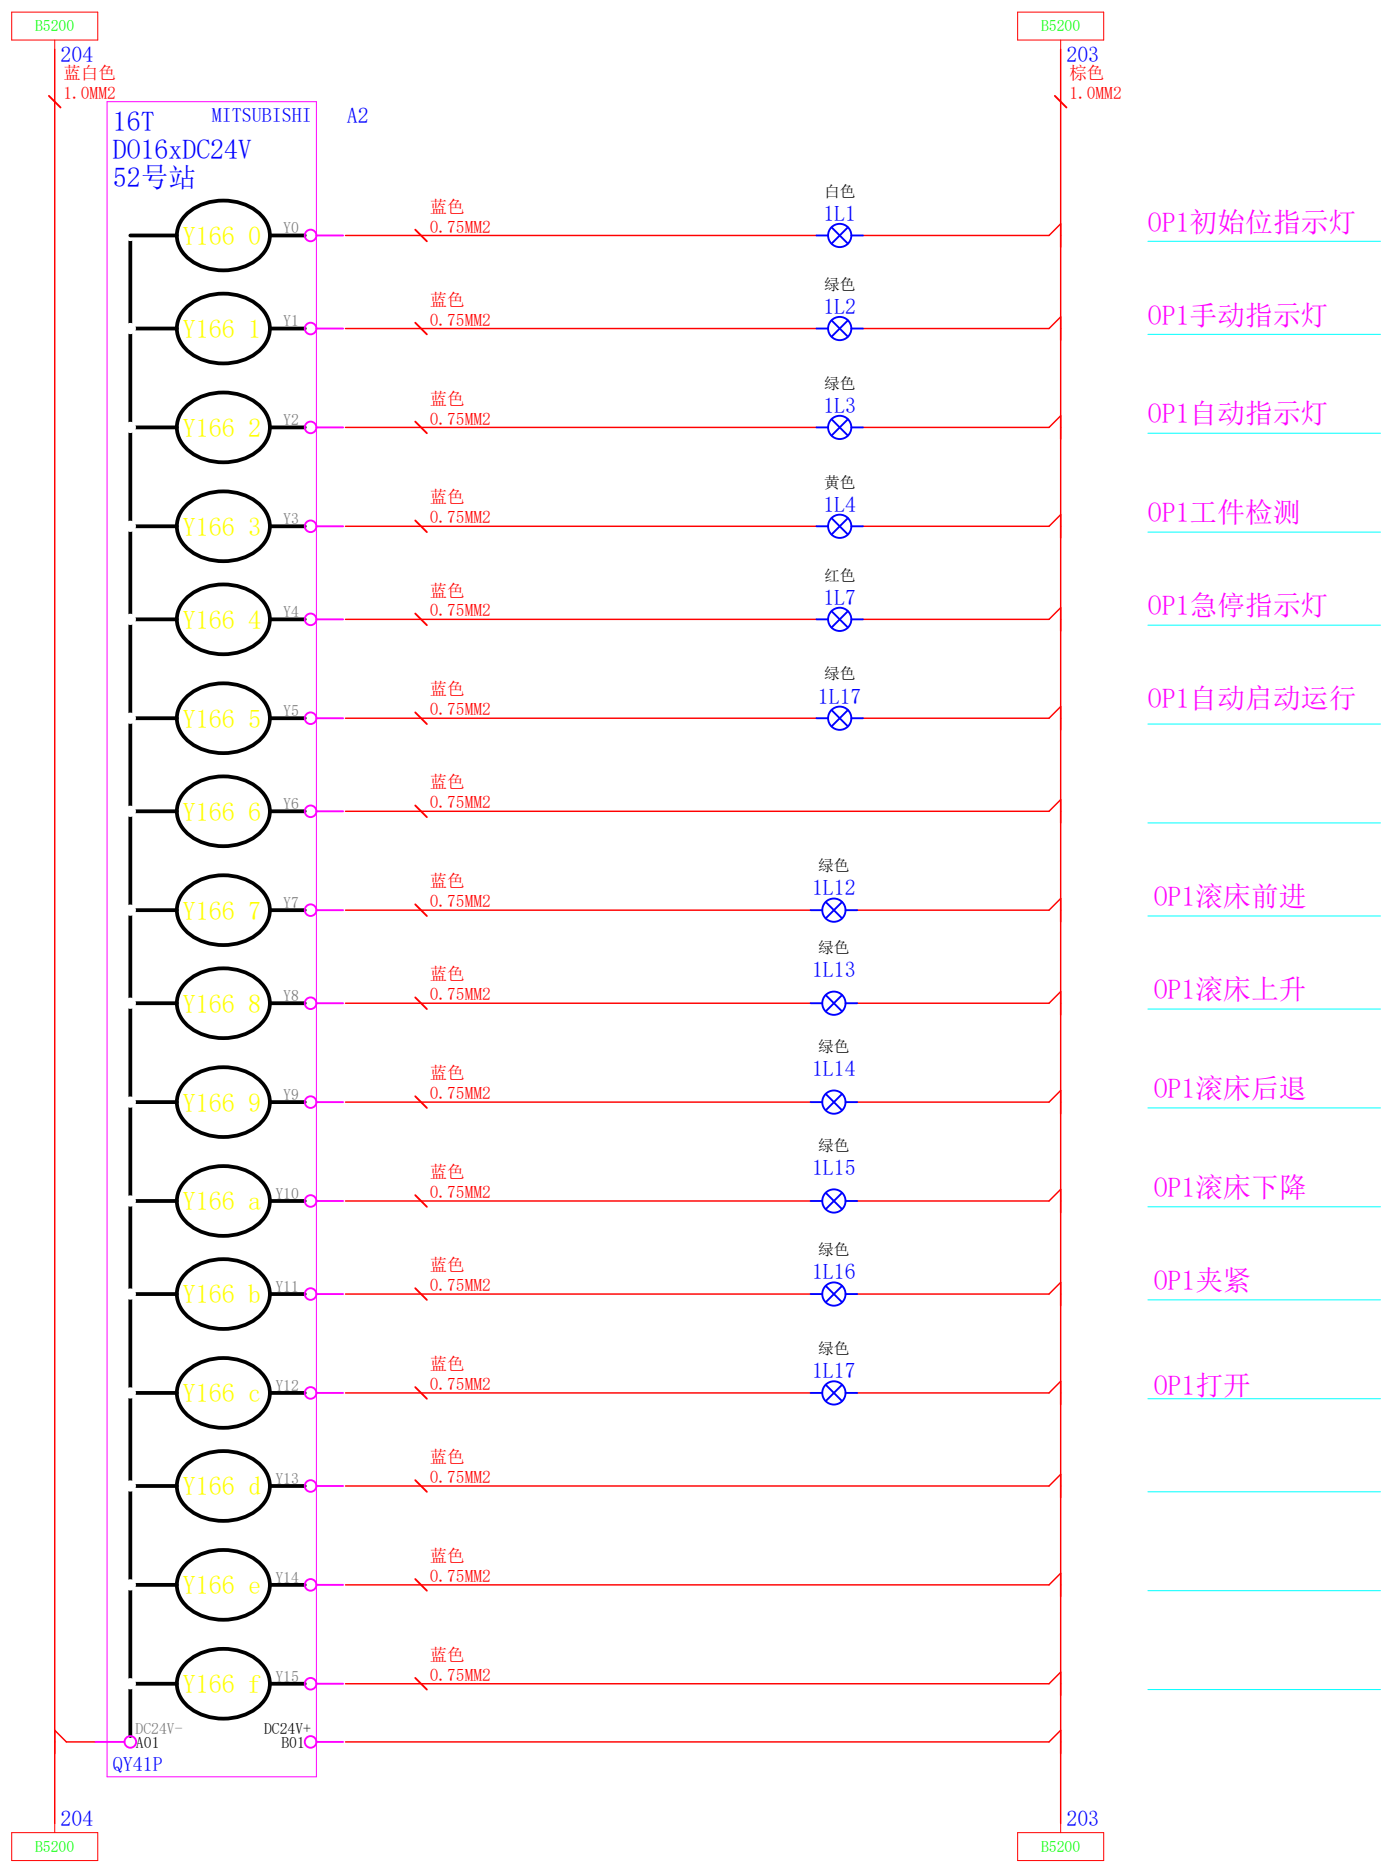 B5200
B5200
204
203
蓝白色
棕色
1.0MM2
1.0MM2
16T
MITSUBISHI
A2
DO16xDC24V
52号站
Y166 0
Y0
蓝色
0.75MM2
白色
1L1
OP1初始位指示灯
Y166 1
Y1
蓝色
0.75MM2
绿色
1L2
OP1手动指示灯
Y166 2
Y2
蓝色
0.75MM2
绿色
1L3
OP1自动指示灯
Y166 3
Y3
蓝色
0.75MM2
黄色
1L4
OP1工件检测
Y166 4
Y4
蓝色
0.75MM2
红色
1L7
OP1急停指示灯
Y166 5
Y5
蓝色
0.75MM2
绿色
1L17
OP1自动启动运行
Y166 6
Y6
蓝色
0.75MM2
Y166 7
Y7
蓝色
0.75MM2
绿色
1L12
OP1滚床前进
Y166 8
Y8
蓝色
0.75MM2
绿色
1L13
OP1滚床上升
Y166 9
Y9
蓝色
0.75MM2
绿色
1L14
OP1滚床后退
Y166 a
Y10
蓝色
0.75MM2
绿色
1L15
OP1滚床下降
Y166 b
Y11
蓝色
0.75MM2
绿色
1L16
OP1夹紧
Y166 c
Y12
蓝色
0.75MM2
绿色
1L17
OP1打开
Y166 d
Y13
蓝色
0.75MM2
Y166 e
Y14
蓝色
0.75MM2
Y166 f
Y15
蓝色
0.75MM2
DC24V-
DC24V+
A01
B01
QY41P
204
203
B5200
B5200